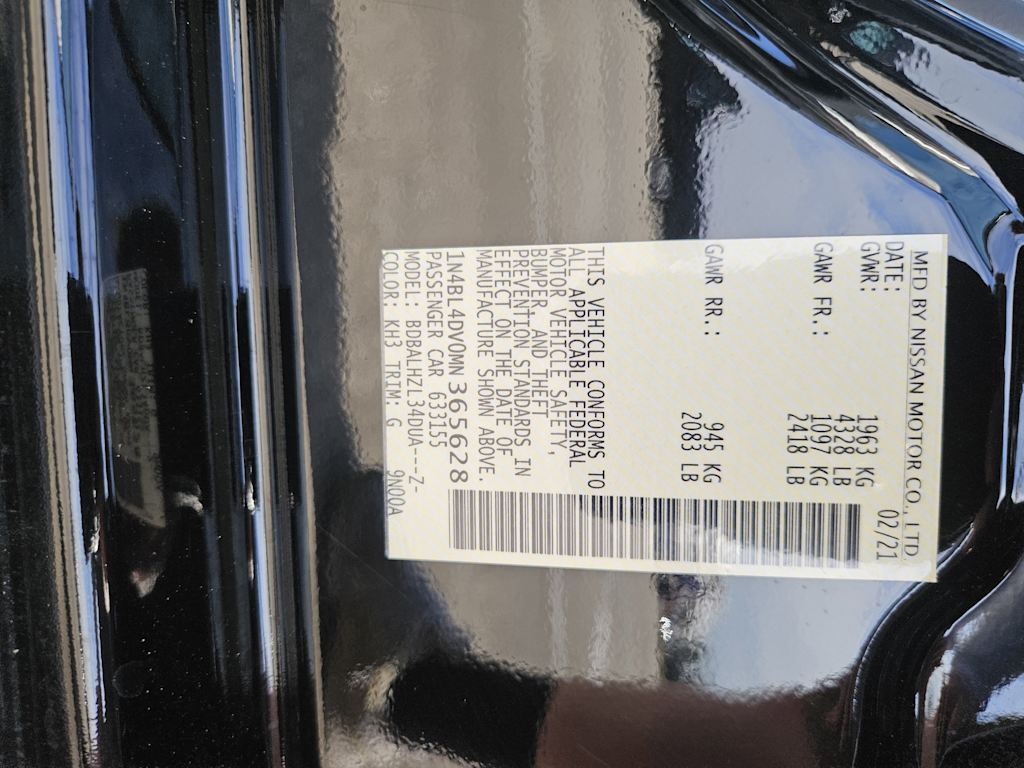 MFD BY NISSAN MOTOR CO., LTD
DATE: 02/21
GVWR: 1963 KG
4328 LB
GAWR FR.: 1097 KG
2418 LB
GAWR RR.: 945 KG
2083 LB
THIS VEHICLE CONFORMS TO
ALL APPLICABLE FEDERAL
MOTOR VEHICLE SAFETY,
BUMPER, AND THEFT
PREVENTION STANDARDS IN
EFFECT ON THE DATE OF
MANUFACTURE SHOWN ABOVE.
1N4BL4DV0MN365628
PASSENGER CAR 633155
MODEL: BDBALHZL34DUA---Z-
COLOR: KH3 TRIM: G 9N00A